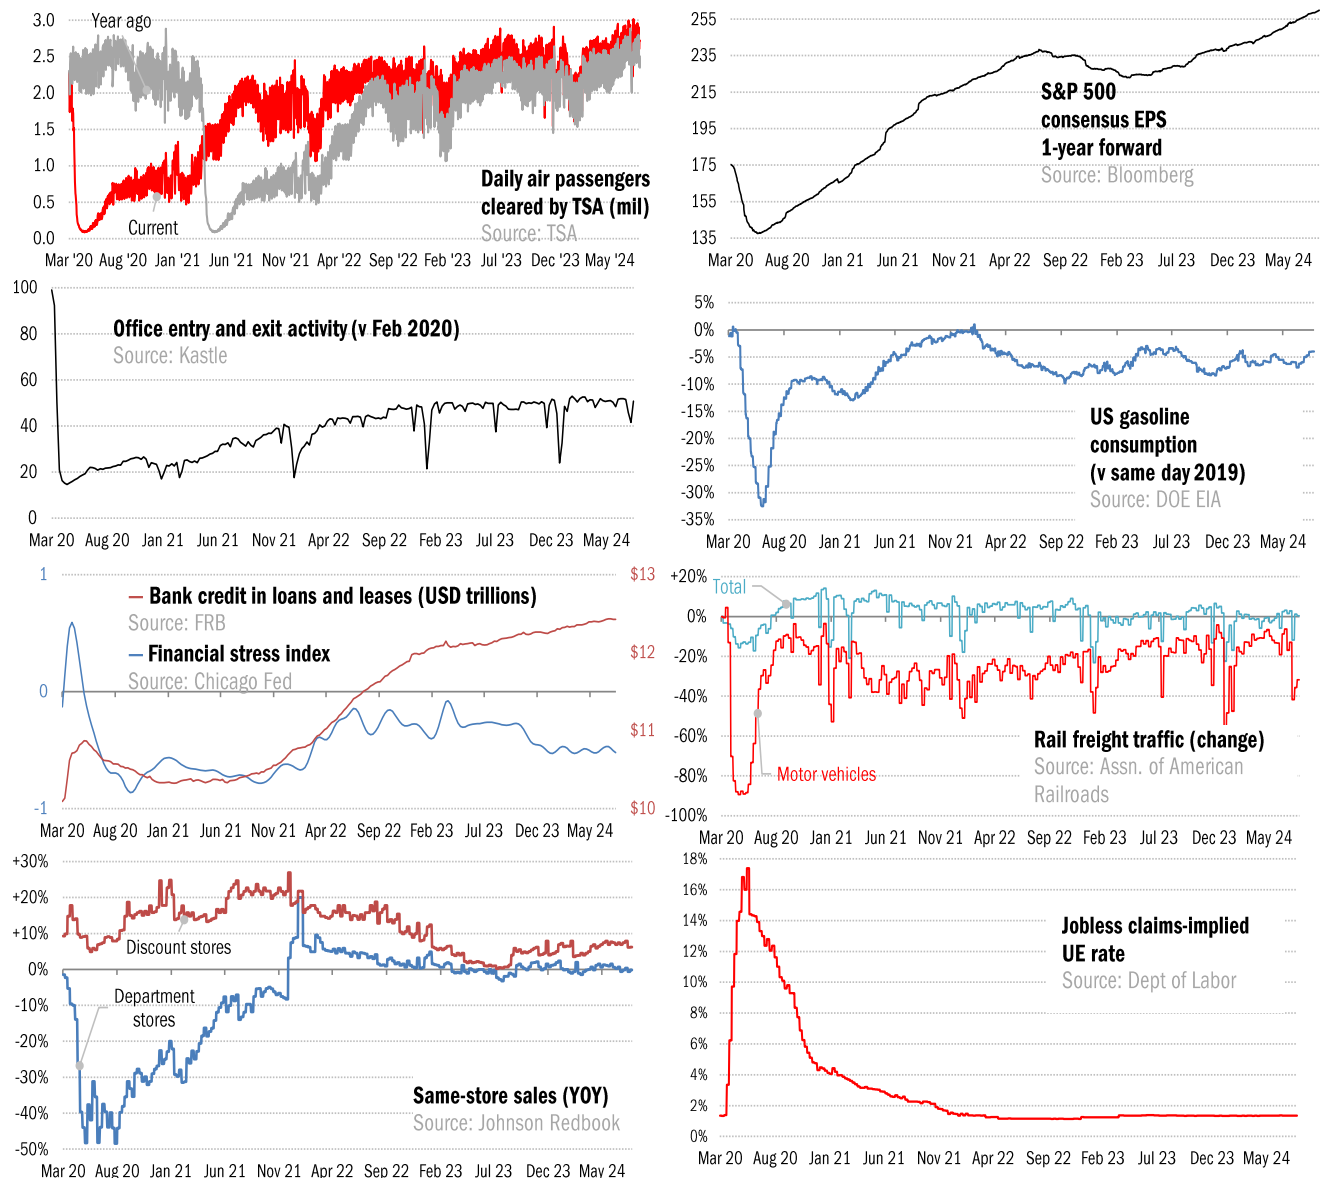 3.0
2.5
2.0
1.5
1.0
0.5
0.0
Year ago
Current
Daily air passengers
cleared by TSA (mil)
Source: TSA
Mar '20 Aug '20 Jan '21 Jun '21 Nov '21 Apr '22 Sep '22 Feb '23 Jul '23 Dec '23 May '24
255
235
215
195
175
155
135
S&P 500
consensus EPS
1-year forward
Source: Bloomberg
Mar 20 Aug 20 Jan 21 Jun 21 Nov 21 Apr 22 Sep 22 Feb 23 Jul 23 Dec 23 May 24
100
80
60
40
20
0
Office entry and exit activity (v Feb 2020)
Source: Kastle
Mar 20 Aug 20 Jan 21 Jun 21 Nov 21 Apr 22 Sep 22 Feb 23 Jul 23 Dec 23 May 24
5%
0%
-5%
-10%
-15%
-20%
-25%
-30%
-35%
US gasoline
consumption
(v same day 2019)
Source: DOE EIA
Mar 20 Aug 20 Jan 21 Jun 21 Nov 21 Apr 22 Sep 22 Feb 23 Jul 23 Dec 23 May 24
1
0
-1
Bank credit in loans and leases (USD trillions)
Source: FRB
Financial stress index
Source: Chicago Fed
$13
$12
$11
$10
Mar 20 Aug 20 Jan 21 Jun 21 Nov 21 Apr 22 Sep 22 Feb 23 Jul 23 Dec 23 May 24
+20%
0%
-20%
-40%
-60%
-80%
-100%
Total
Motor vehicles
Rail freight traffic (change)
Source: Assn. of American
Railroads
Mar 20 Aug 20 Jan 21 Jun 21 Nov 21 Apr 22 Sep 22 Feb 23 Jul 23 Dec 23 May 24
+30%
+20%
+10%
0%
-10%
-20%
-30%
-40%
-50%
Discount stores
Department
stores
Same-store sales (YOY)
Source: Johnson Redbook
Mar 20 Aug 20 Jan 21 Jun 21 Nov 21 Apr 22 Sep 22 Feb 23 Jul 23 Dec 23 May 24
18%
16%
14%
12%
10%
8%
6%
4%
2%
0%
Jobless claims-implied
UE rate
Source: Dept of Labor
Mar 20 Aug 20 Jan 21 Jun 21 Nov 21 Apr 22 Sep 22 Feb 23 Jul 23 Dec 23 May 24